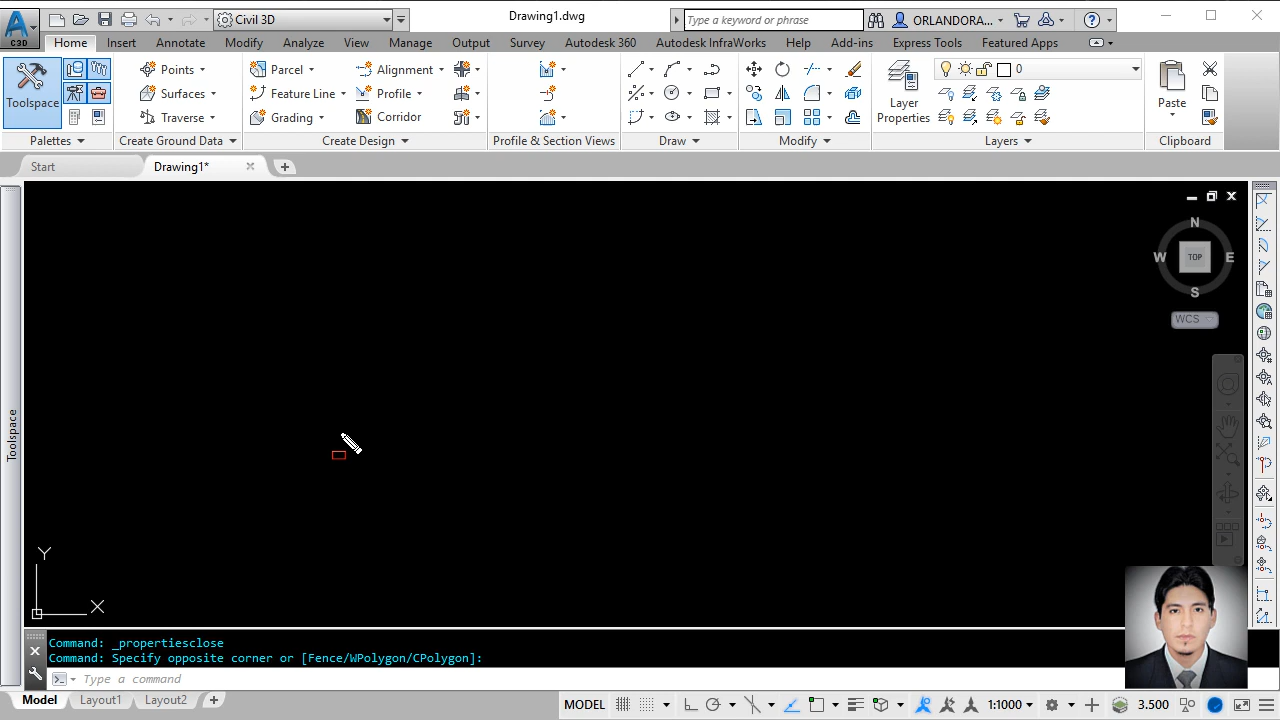 C3D
Civil 3D
Drawing1.dwg
Type a keyword or phrase
ORLANDORA...
Home
Insert
Annotate
Modify
Analyze
View
Manage
Output
Survey
Autodesk 360
Autodesk InfraWorks
Help
Add-ins
Express Tools
Featured Apps
Toolspace
Points
Surfaces
Traverse
Parcel
Feature Line
Grading
Alignment
Profile
Corridor
Layer
Properties
0
Paste
Palettes
Create Ground Data
Create Design
Profile & Section Views
Draw
Modify
Layers
Clipboard
Start
Drawing1*
N
W
TOP
E
S
WCS
Toolspace
Y
X
Command: _propertiesclose
Command: Specify opposite corner or [Fence/WPolygon/CPolygon]:
Type a command
Model
Layout1
Layout2
MODEL
1:1000
3.500